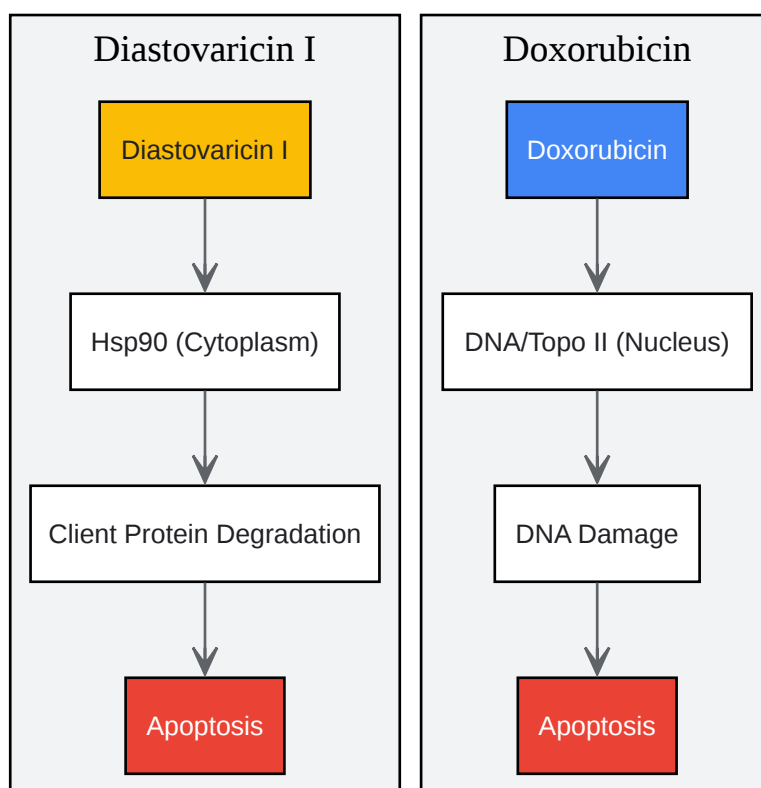 Diastovaricin I
Diastovaricin I
Hsp90 (Cytoplasm)
Client Protein Degradation
Apoptosis
Doxorubicin
Doxorubicin
DNA/Topo II (Nucleus)
DNA Damage
Apoptosis